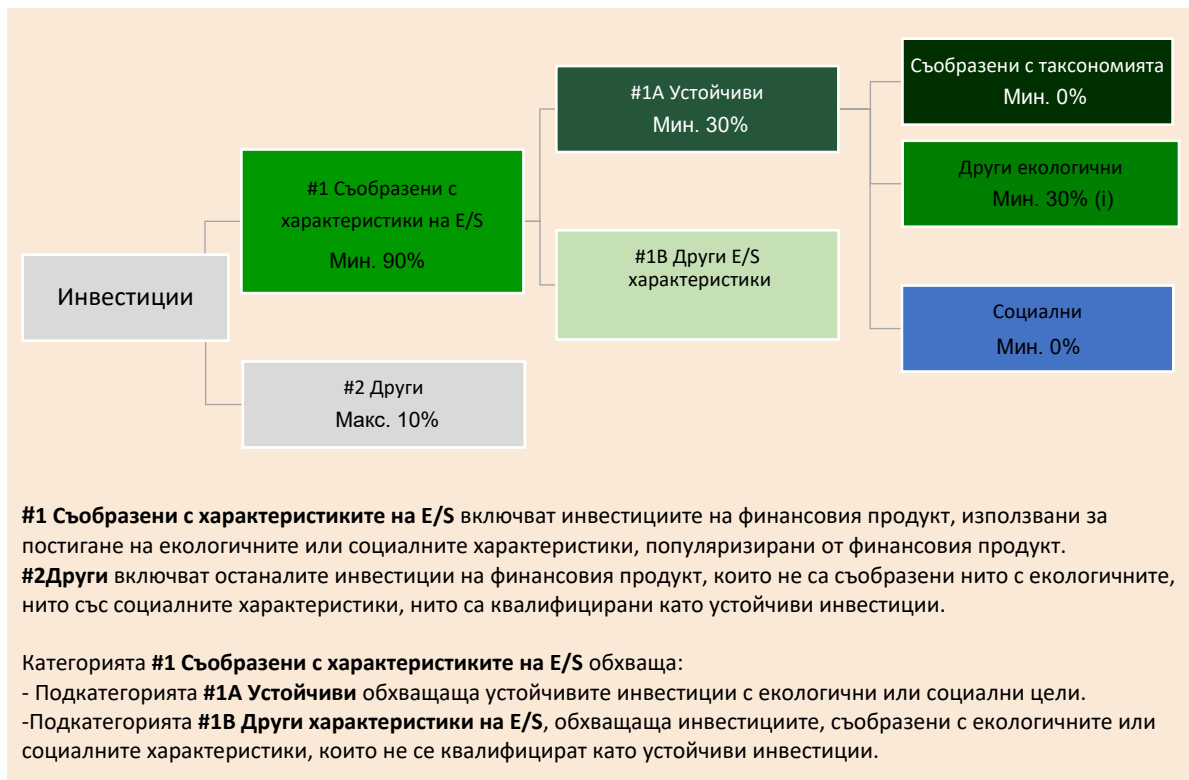 Инвестиции
#1 Съобразени с
характеристики на E/S
Мин. 90%
#2 Други
Макс. 10%
#1A Устойчиви
Мин. 30%
#1B Други E/S
характеристики
Съобразени с таксономията
Мин. 0%
Други екологични
Мин. 30% (i)
Социални
Мин. 0%
#1 Съобразени с характеристиките на E/S включват инвестициите на финансовия продукт, използвани за
постигане на екологичните или социалните характеристики, популяризирани от финансовия продукт.
#2Други включват останалите инвестиции на финансовия продукт, които не са съобразени нито с екологичните,
нито със социалните характеристики, нито са квалифицирани като устойчиви инвестиции.
Категорията #1 Съобразени с характеристиките на E/S обхваща:
- Подкатегорията #1A Устойчиви обхващаща устойчивите инвестиции с екологични или социални цели.
-Подкатегорията #1B Други характеристики на E/S, обхващаща инвестициите, съобразени с екологичните или
социалните характеристики, които не се квалифицират като устойчиви инвестиции.